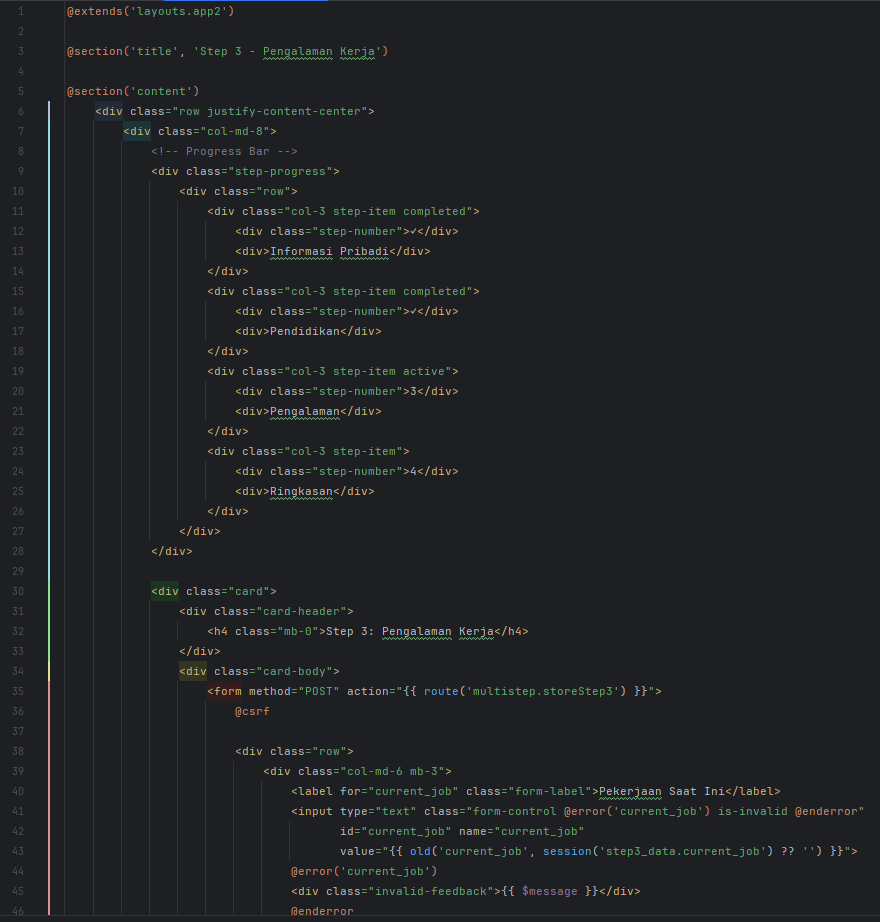 1 @extends('layouts.app2')
2
3 @section('title', 'Step 3 - Pengalaman Kerja')
4
5 @section('content')
6 <div class="row justify-content-center">
7 <div class="col-md-8">
8 <!-- Progress Bar -->
9 <div class="step-progress">
10 <div class="row">
11 <div class="col-3 step-item completed">
12 <div class="step-number">✓</div>
13 <div>Informasi Pribadi</div>
14 </div>
15 <div class="col-3 step-item completed">
16 <div class="step-number">✓</div>
17 <div>Pendidikan</div>
18 </div>
19 <div class="col-3 step-item active">
20 <div class="step-number">3</div>
21 <div>Pengalaman</div>
22 </div>
23 <div class="col-3 step-item">
24 <div class="step-number">4</div>
25 <div>Ringkasan</div>
26 </div>
27 </div>
28 </div>
29
30 <div class="card">
31 <div class="card-header">
32 <h4 class="mb-0">Step 3: Pengalaman Kerja</h4>
33 </div>
34 <div class="card-body">
35 <form method="POST" action="{{ route('multistep.storeStep3') }}">
36 @csrf
37
38 <div class="row">
39 <div class="col-md-6 mb-3">
40 <label for="current_job" class="form-label">Pekerjaan Saat Ini</label>
41 <input type="text" class="form-control @error('current_job') is-invalid @enderror"
42 id="current_job" name="current_job"
43 value="{{ old('current_job', session('step3_data.current_job') ?? '') }}">
44 @error('current_job')
45 <div class="invalid-feedback">{{ $message }}</div>
46 @enderror